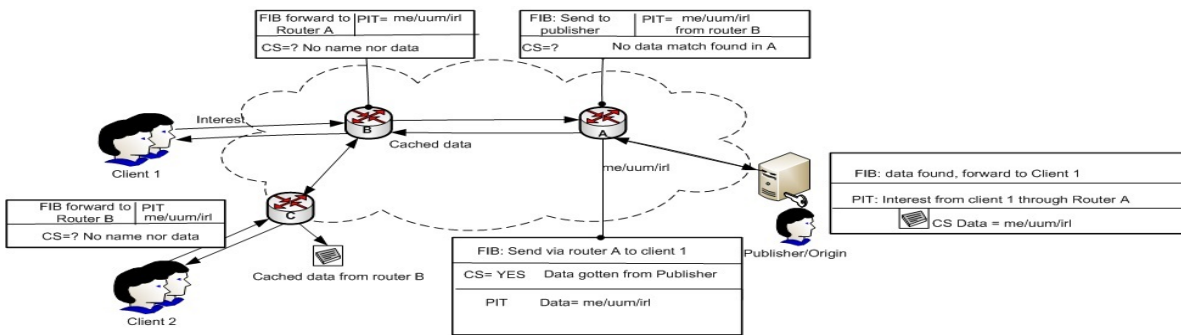 FIB forward to
Router A
PIT= me/uum/irl
CS=? No name nor data
FIB: Send to
publisher
PIT= me/uum/irl
from router B
CS=? No data match found in A
Interest
B
A
Cached data
Client 1
me/uum/irl
FIB: data found, forward to Client 1
PIT: Interest from client 1 through Router A
CS Data = me/uum/irl
FIB forward to
Router B
PIT
me/uum/irl
CS=? No name nor data
C
Cached data from router B
Client 2
FIB: Send via router A to client 1
CS= YES Data gotten from Publisher
PIT Data= me/uum/irl
Publisher/Origin